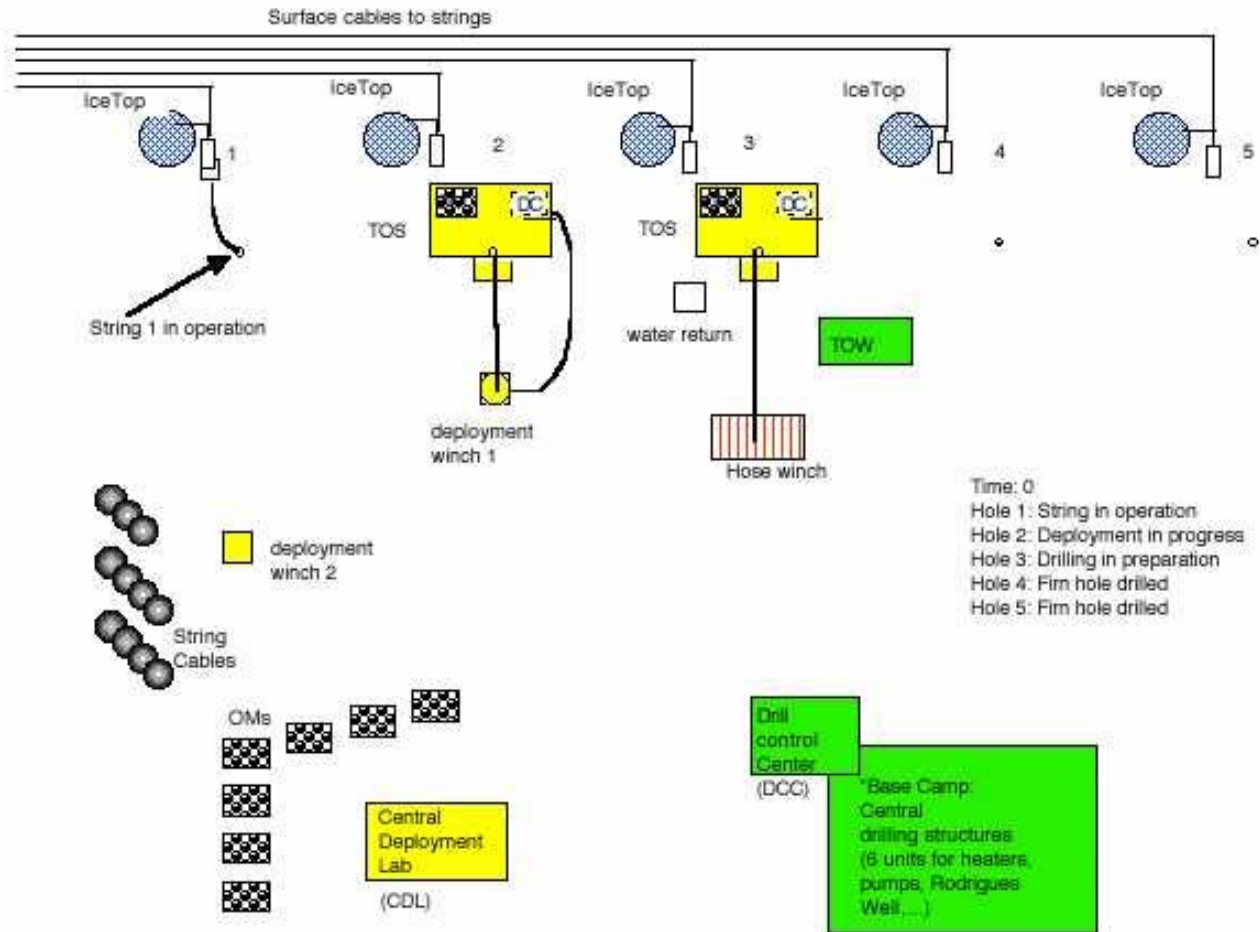 Surface cables to strings
IceTop
IceTop
IceTop
IceTop
IceTop
1
2
3
4
5
TOS
DC
TOS
DC
String 1 in operation
water return
TOW
deployment
winch 1
Hose winch
Time: 0
Hole 1: String in operation
Hole 2: Deployment in progress
Hole 3: Drilling in preparation
Hole 4: Firn hole drilled
Hole 5: Firn hole drilled
deployment
winch 2
String
Cables
OMs
Central
Deployment
Lab
(CDL)
Drill
control
Center
(DCC)
"Base Camp:
Central
drilling structures
(6 units for heaters,
pumps, Rodrigues
Well,...)